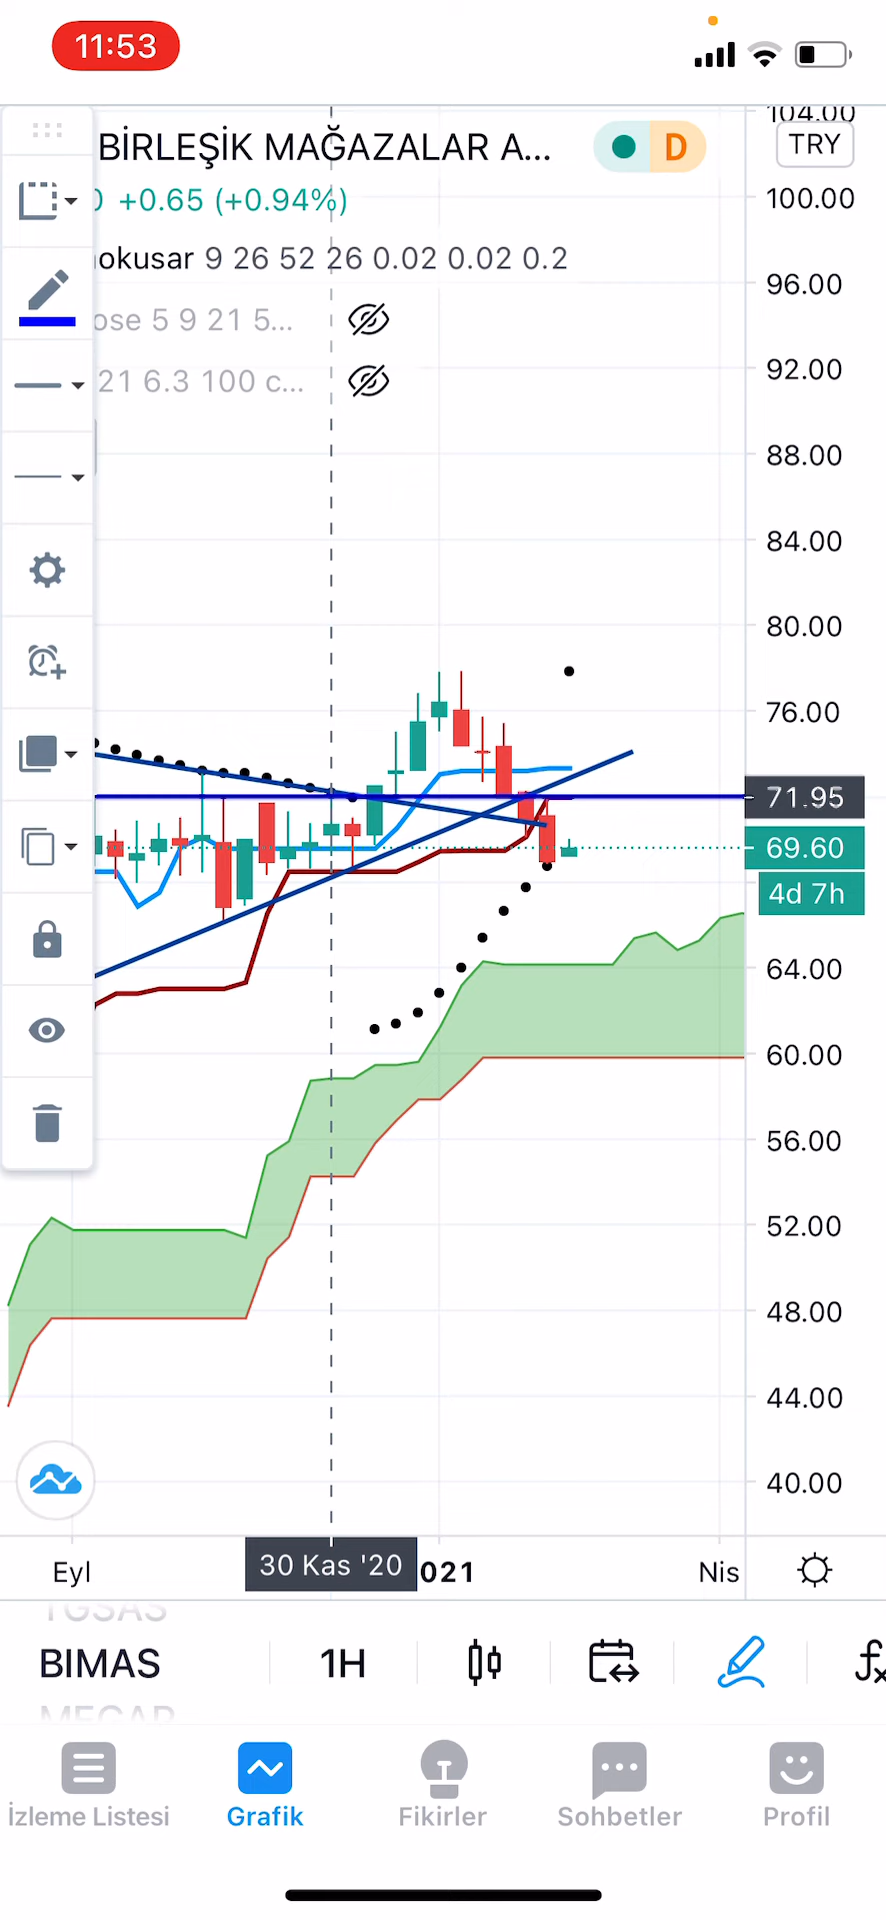 11:53
104.00
BİRLEŞİK MAĞAZALAR A...
D
TRY
0 +0.65 (+0.94%)
100.00
okusar 9 26 52 26 0.02 0.02 0.2
96.00
ose 5 9 21 5...
21 6.3 100 c...
92.00
88.00
84.00
80.00
76.00
71.95
69.60
4d 7h
64.00
60.00
56.00
52.00
48.00
44.00
40.00
Eyl
30 Kas '20
021
Nis
TGSAS
BIMAS
1H
fx
MEGAP
İzleme Listesi
Grafik
Fikirler
Sohbetler
Profil